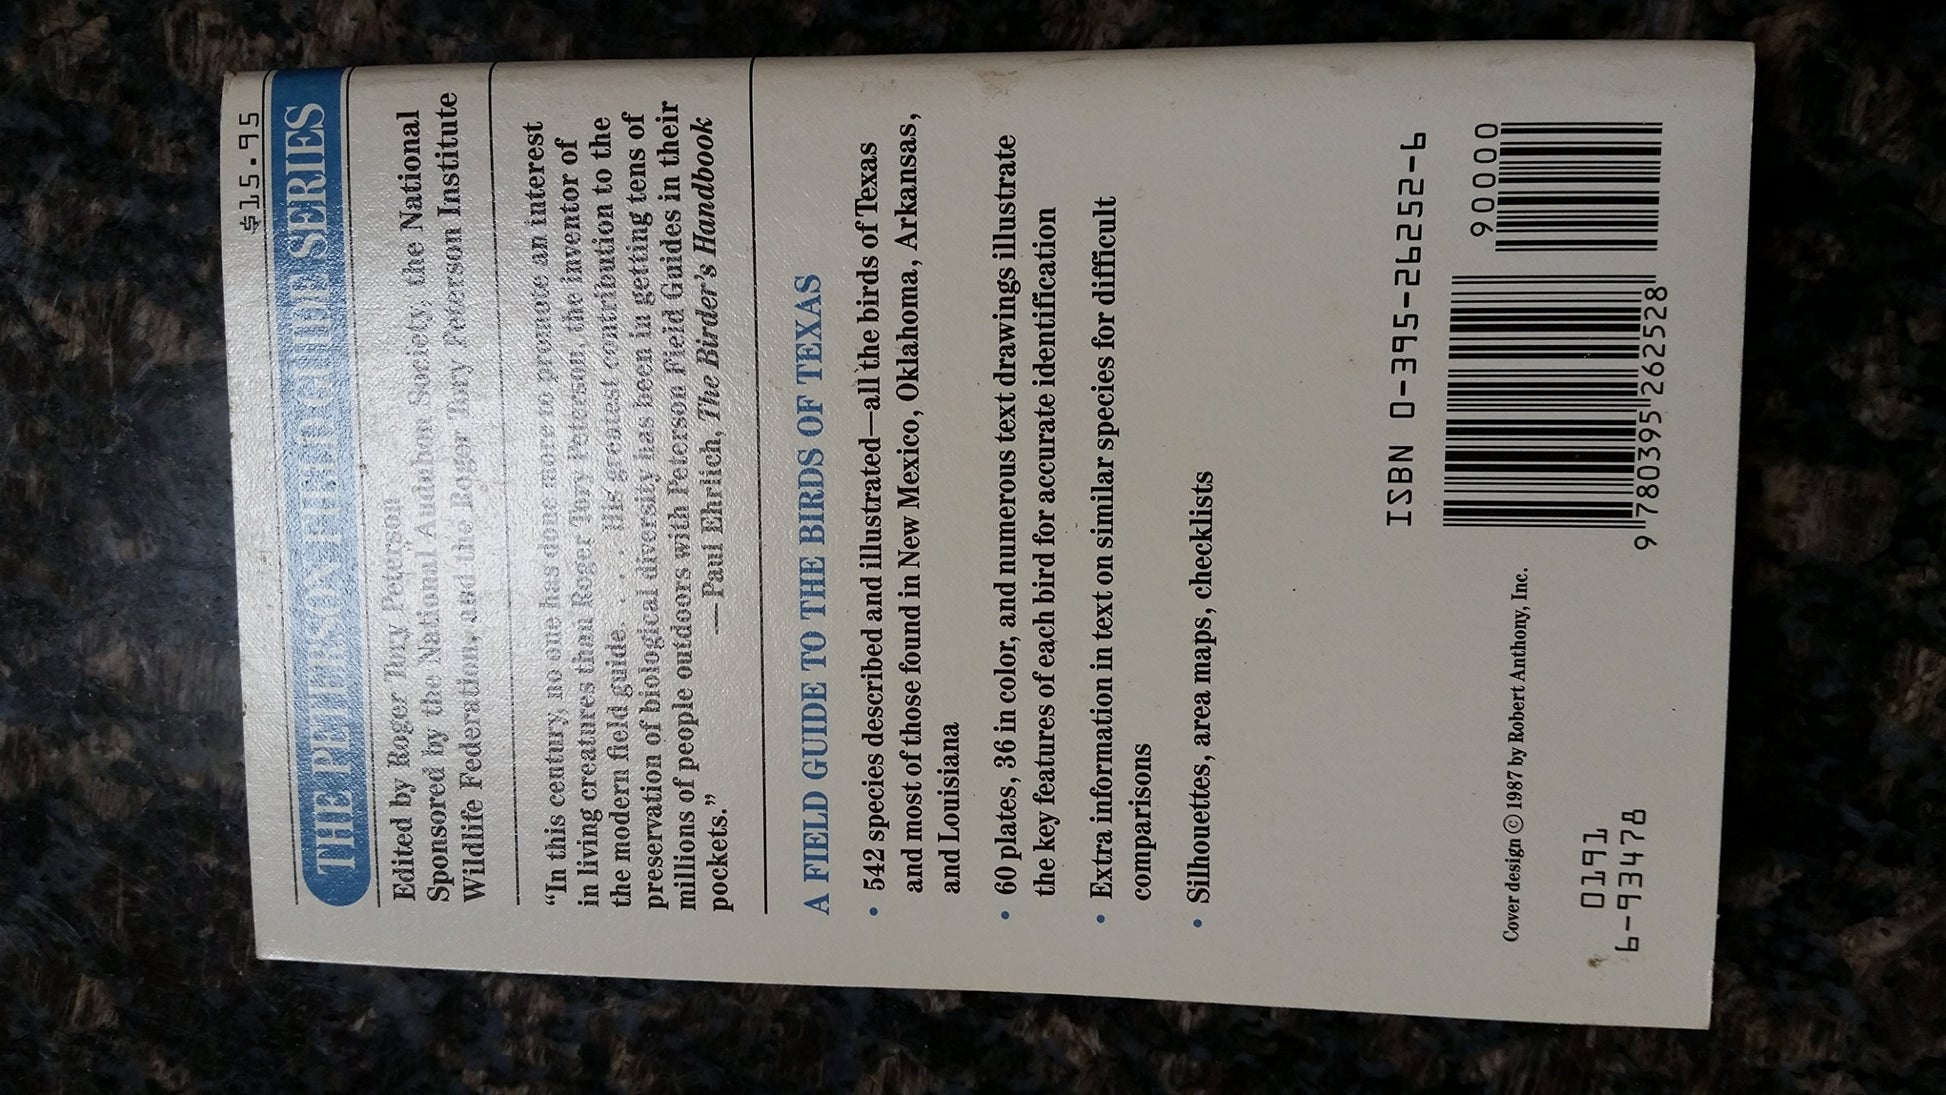 $15.95
THE PETERSON FIELD GUIDE SERIES
Edited by Roger Tory Peterson
Sponsored by the National Audubon Society, the National
Wildlife Federation, and the Roger Tory Peterson Institute
“In this century, no one has done more to promote an interest
in living creatures than Roger Tory Peterson, the inventor of
the modern field guide. . . . His greatest contribution to the
preservation of biological diversity has been in getting tens of
millions of people outdoors with Peterson Field Guides in their
pockets.”
—Paul Ehrlich, The Birder's Handbook
A FIELD GUIDE TO THE BIRDS OF TEXAS
• 542 species described and illustrated—all the birds of Texas
and most of those found in New Mexico, Oklahoma, Arkansas,
and Louisiana
• 60 plates, 36 in color, and numerous text drawings illustrate
the key features of each bird for accurate identification
• Extra information in text on similar species for difficult
comparisons
• Silhouettes, area maps, checklists
ISBN 0-395-26252-6
90000
9 780395 262528
Cover design © 1987 by Robert Anthony, Inc.
0191
6-93478